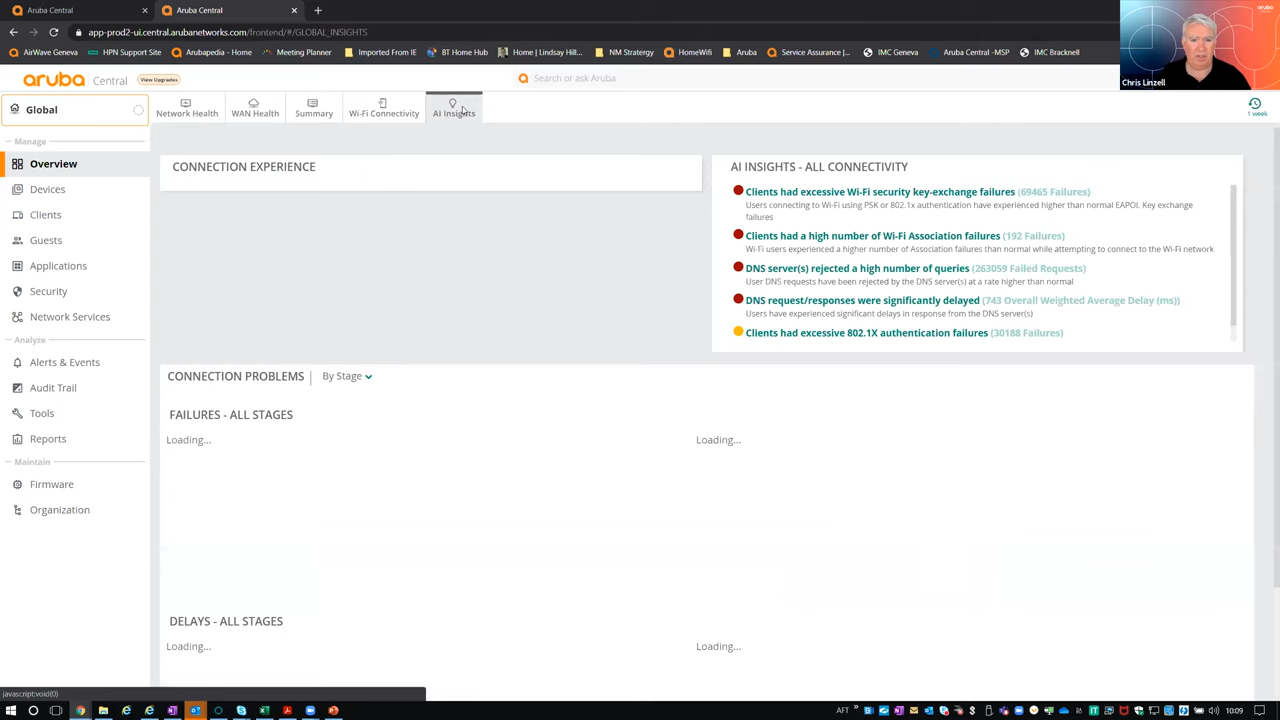 Aruba Central
Aruba Central
app-prod2-ui.central.arubanetworks.com/frontend/#/GLOBAL_INSIGHTS
AirWave Geneva
HPN Support Site
Arubapedia - Home
Meeting Planner
Imported From IE
BT Home Hub
Home | Lindsay Hill...
NM Stratergy
HomeWifi
Aruba
Service Assurance |...
IMC Geneva
Aruba Central -MSP
IMC Bracknell
aruba
Chris Linzell
aruba Central
View Upgrades
Search or ask Aruba
Global
Network Health
WAN Health
Summary
Wi-Fi Connectivity
AI Insights
1 week
Manage
Overview
Devices
Clients
Guests
Applications
Security
Network Services
Analyze
Alerts & Events
Audit Trail
Tools
Reports
Maintain
Firmware
Organization
CONNECTION EXPERIENCE
AI INSIGHTS - ALL CONNECTIVITY
Clients had excessive Wi-Fi security key-exchange failures (69465 Failures)
Users connecting to Wi-Fi using PSK or 802.1x authentication have experienced higher than normal EAPOL Key exchange
failures
Clients had a high number of Wi-Fi Association failures (192 Failures)
Wi-Fi users experienced a higher number of Association failures than normal while attempting to connect to the Wi-Fi network
DNS server(s) rejected a high number of queries (263059 Failed Requests)
User DNS requests have been rejected by the DNS server(s) at a rate higher than normal
DNS request/responses were significantly delayed (743 Overall Weighted Average Delay (ms))
Users have experienced significant delays in response from the DNS server(s)
Clients had excessive 802.1X authentication failures (30188 Failures)
CONNECTION PROBLEMS | By Stage
FAILURES - ALL STAGES
Loading...
Loading...
DELAYS - ALL STAGES
Loading...
Loading...
javascript:void(0)
AFT
10:09